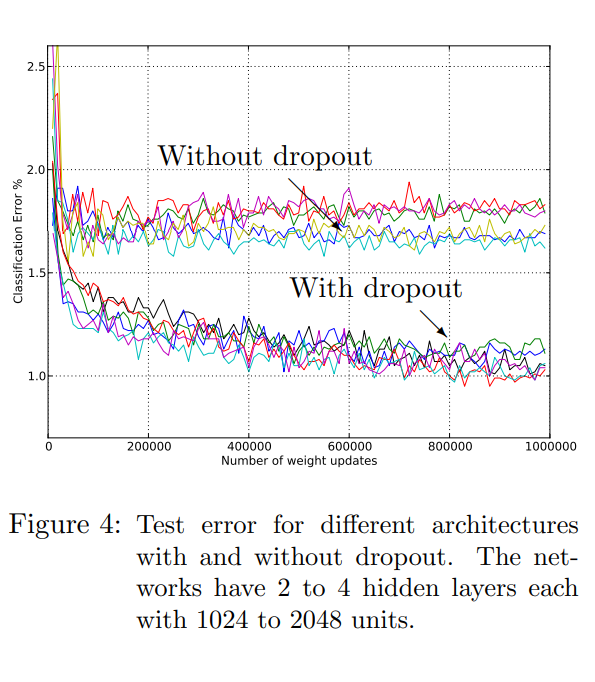 2.5
Without dropout
2.0
Classification Error %
1.5
With dropout
1.0
0 200000 400000 600000 800000 1000000
Number of weight updates
Figure 4: Test error for different architectures
with and without dropout. The net-
works have 2 to 4 hidden layers each
with 1024 to 2048 units.